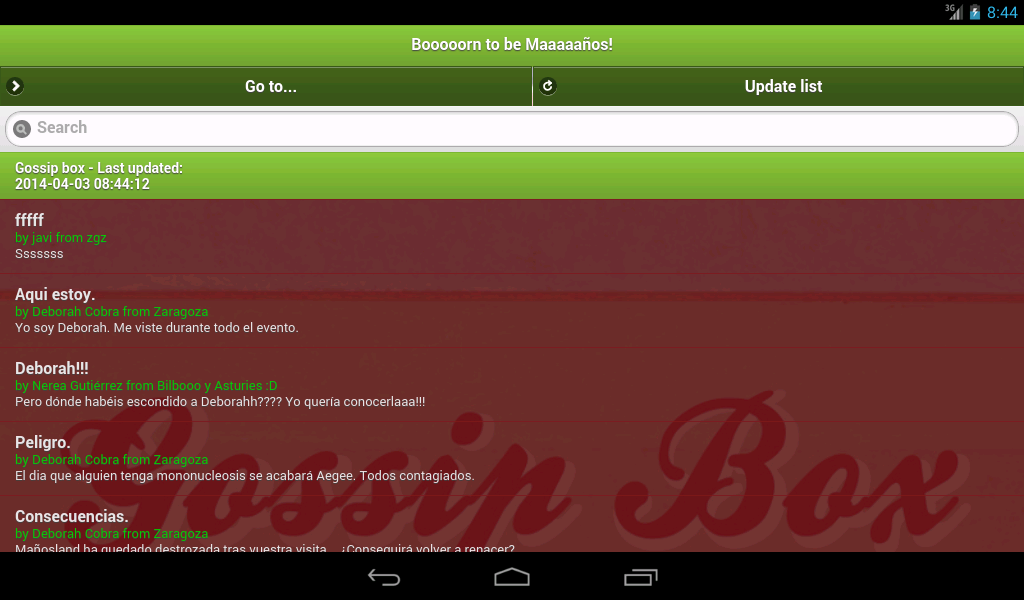 3G 8:44
Booooorn to be Maaaaaños!
Go to... Update list
Search
Gossip box - Last updated:
2014-04-03 08:44:12
fffff
by javi from zgz
Sssssss
Aqui estoy.
by Deborah Cobra from Zaragoza
Yo soy Deborah. Me viste durante todo el evento.
Deborah!!!
by Nerea Gutiérrez from Bilbooo y Asturies :D
Pero dónde habéis escondido a Deborahh???? Yo quería conocerlaaa!!!
Peligro.
by Deborah Cobra from Zaragoza
El dia que alguien tenga mononucleosis se acabará Aegee. Todos contagiados.
Consecuencias.
by Deborah Cobra from Zaragoza
Mañosland ha quedado destrozada tras vuestra visita... ¿Conseguirá volver a renacer?
Gossip Box